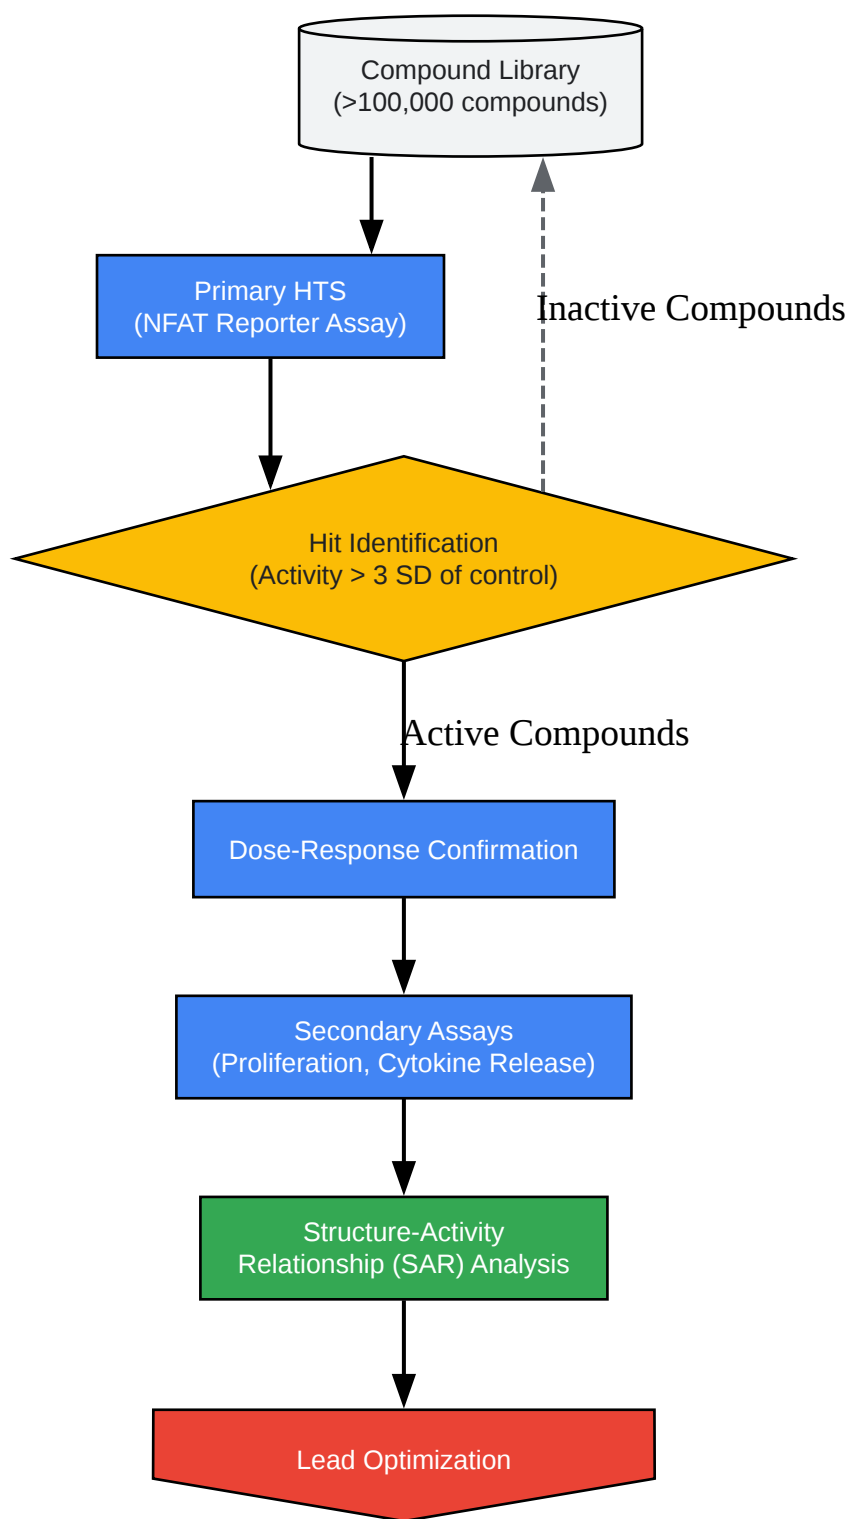 Compound Library
(>100,000 compounds)
Primary HTS
(NFAT Reporter Assay)
Inactive Compounds
Hit Identification
(Activity > 3 SD of control)
Active Compounds
Dose-Response Confirmation
Secondary Assays
(Proliferation, Cytokine Release)
Structure-Activity
Relationship (SAR) Analysis
Lead Optimization